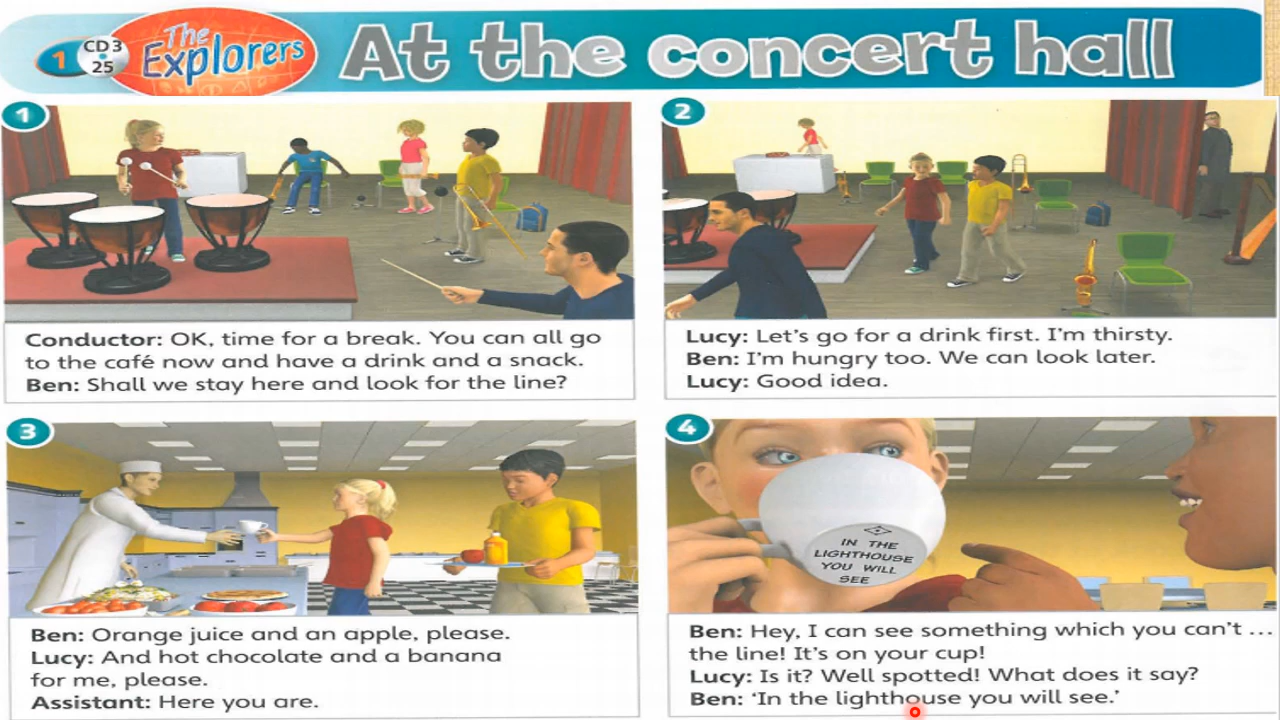 1
CD 3
25
The
Explorers
At the concert hall
1
Conductor: OK, time for a break. You can all go
to the café now and have a drink and a snack.
Ben: Shall we stay here and look for the line?
2
Lucy: Let's go for a drink first. I'm thirsty.
Ben: I'm hungry too. We can look later.
Lucy: Good idea.
3
Ben: Orange juice and an apple, please.
Lucy: And hot chocolate and a banana
for me, please.
Assistant: Here you are.
4
IN THE
LIGHTHOUSE
YOU WILL
SEE
Ben: Hey, I can see something which you can't ...
the line! It's on your cup!
Lucy: Is it? Well spotted! What does it say?
Ben: 'In the lighthouse you will see.'